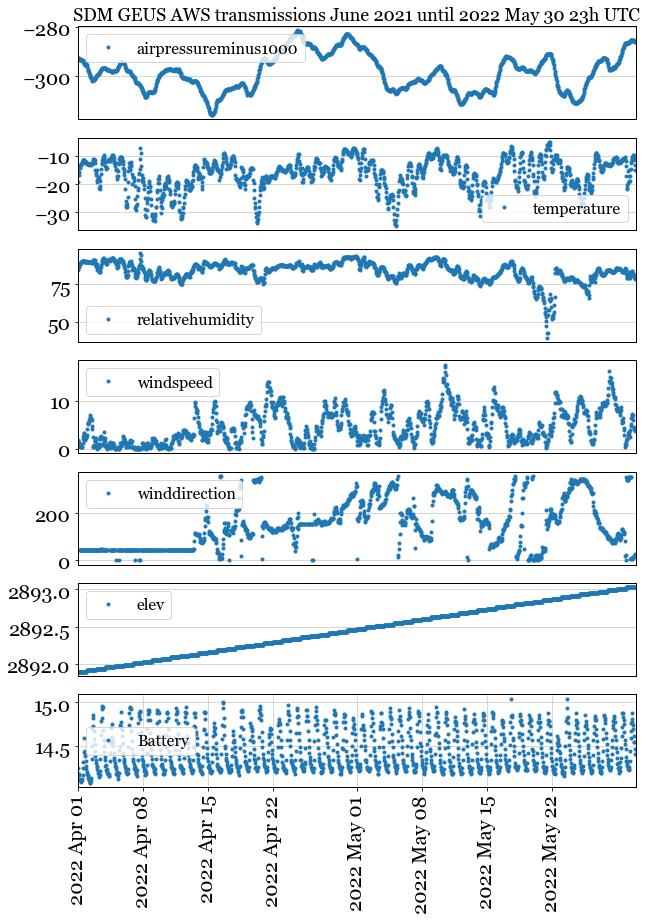 SDM GEUS AWS transmissions June 2021 until 2022 May 30 23h UTC
−280
−300
airpressureminus1000
−10
−20
−30
temperature
75
50
relativehumidity
10
0
windspeed
200
0
winddirection
2893.0
2892.5
2892.0
elev
15.0
14.5
Battery
2022 Apr 01
2022 Apr 08
2022 Apr 15
2022 Apr 22
2022 May 01
2022 May 08
2022 May 15
2022 May 22